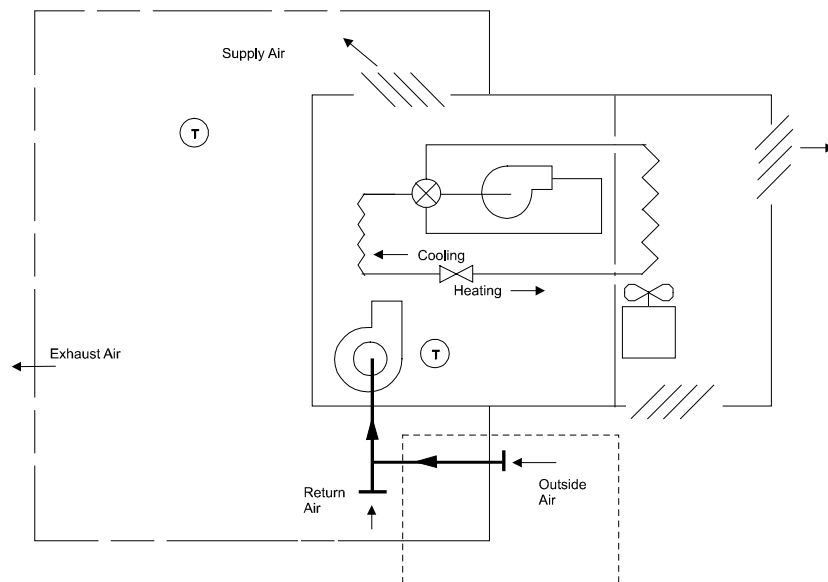 Supply Air
T
Cooling
Heating
T
Exhaust Air
Return
Air
Outside
Air